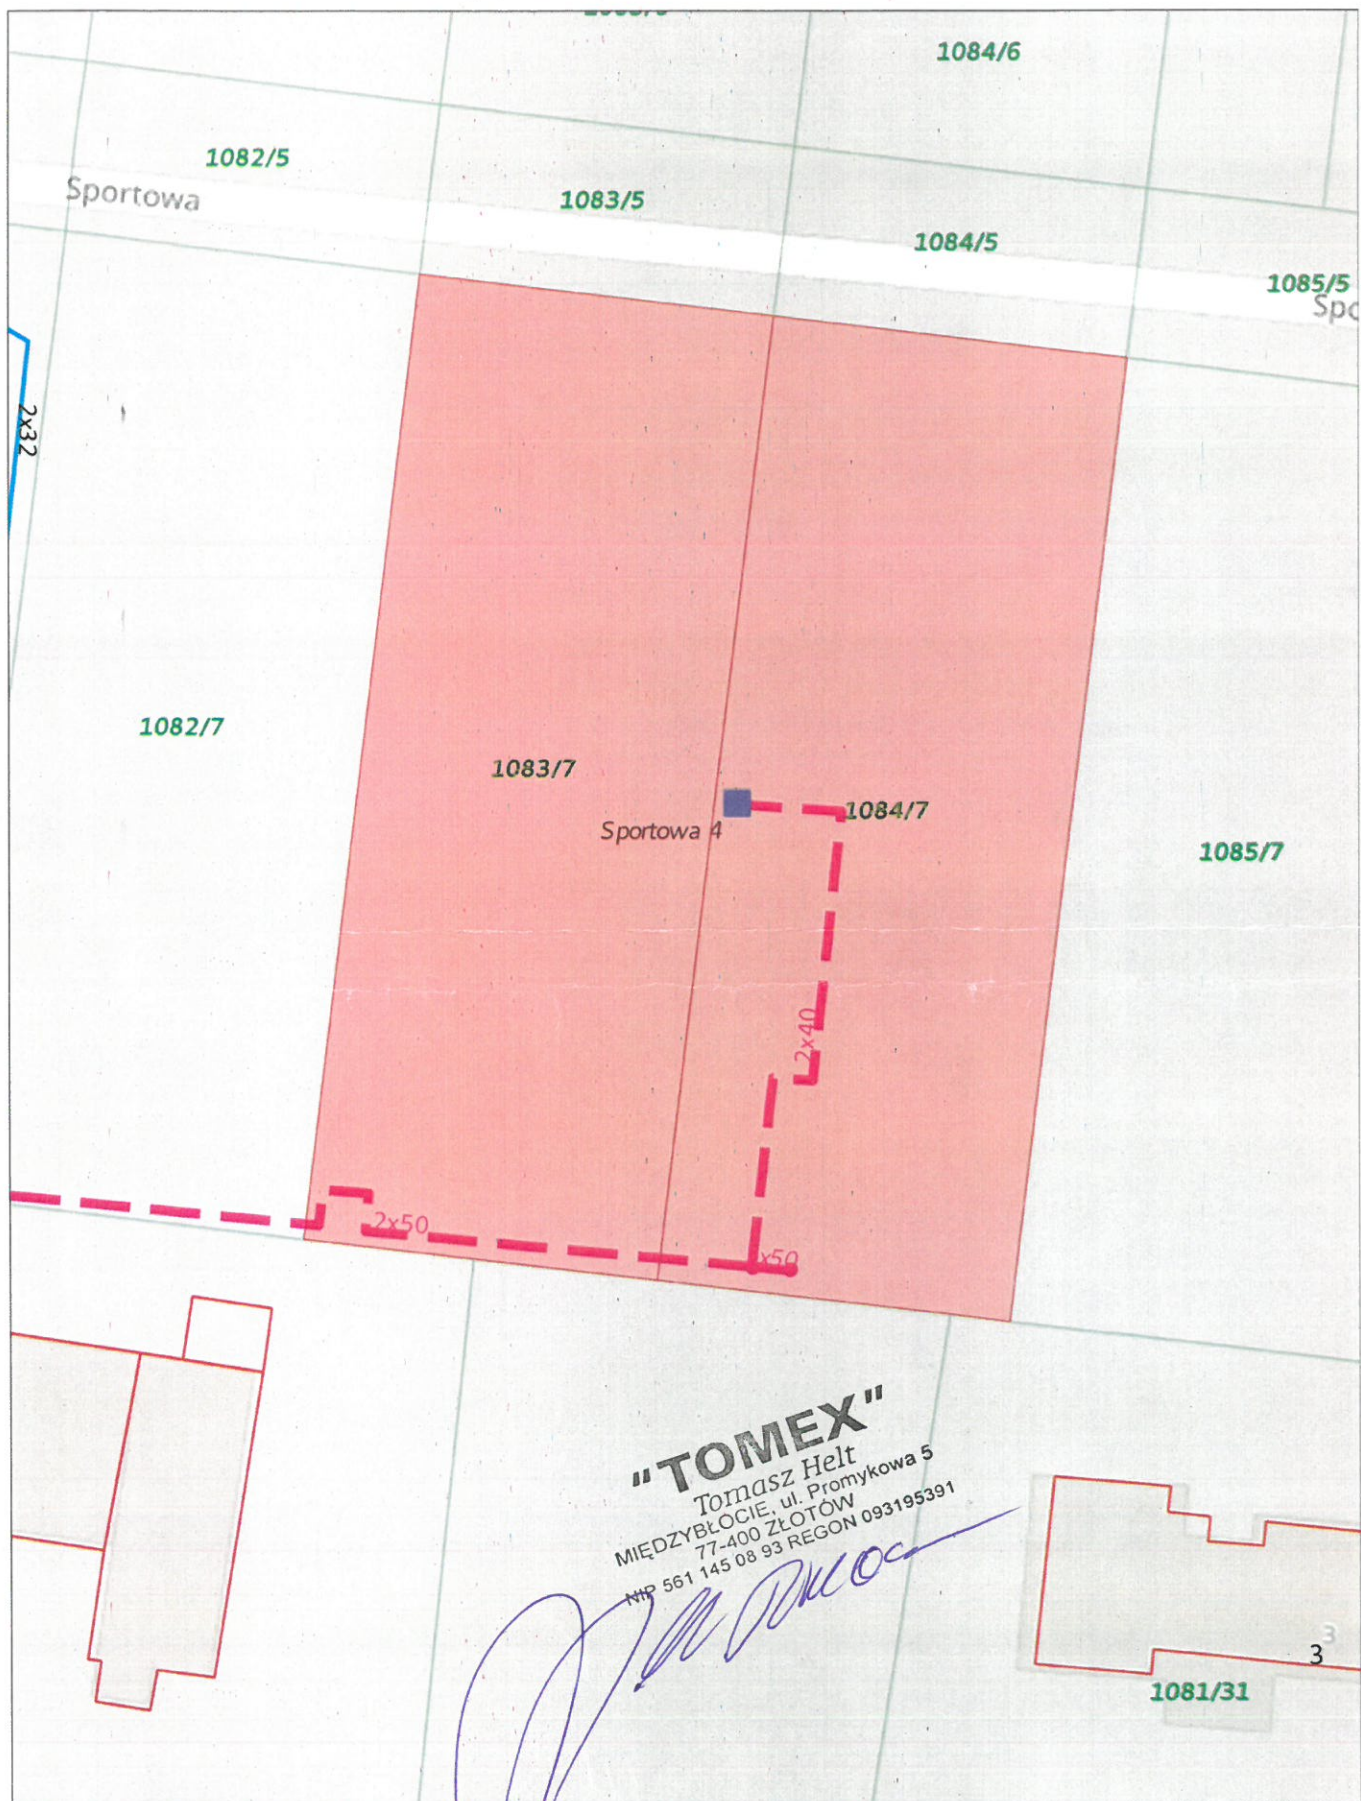 1084/6
1082/5
Sportowa
1083/5
1084/5
1085/5
Spo
2x32
1082/7
1083/7
1084/7
Sportowa 4
1085/7
2x40
2x50
x50
"TOMEX"
Tomasz Helt
MIĘDZYBŁOCIE, ul. Promykowa 5
77-400 ZŁOTÓW
NIP 561 145 08 93 REGON 093195391
3
3
1081/31